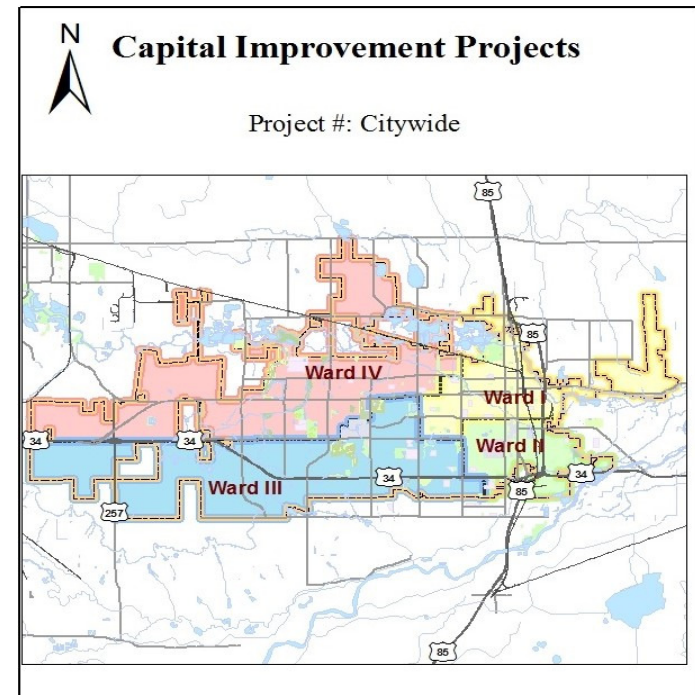 N
Capital Improvement Projects
Project #: Citywide
85
85
Ward IV
Ward I
34
34
Ward II
34
34
Ward III
85
257
85